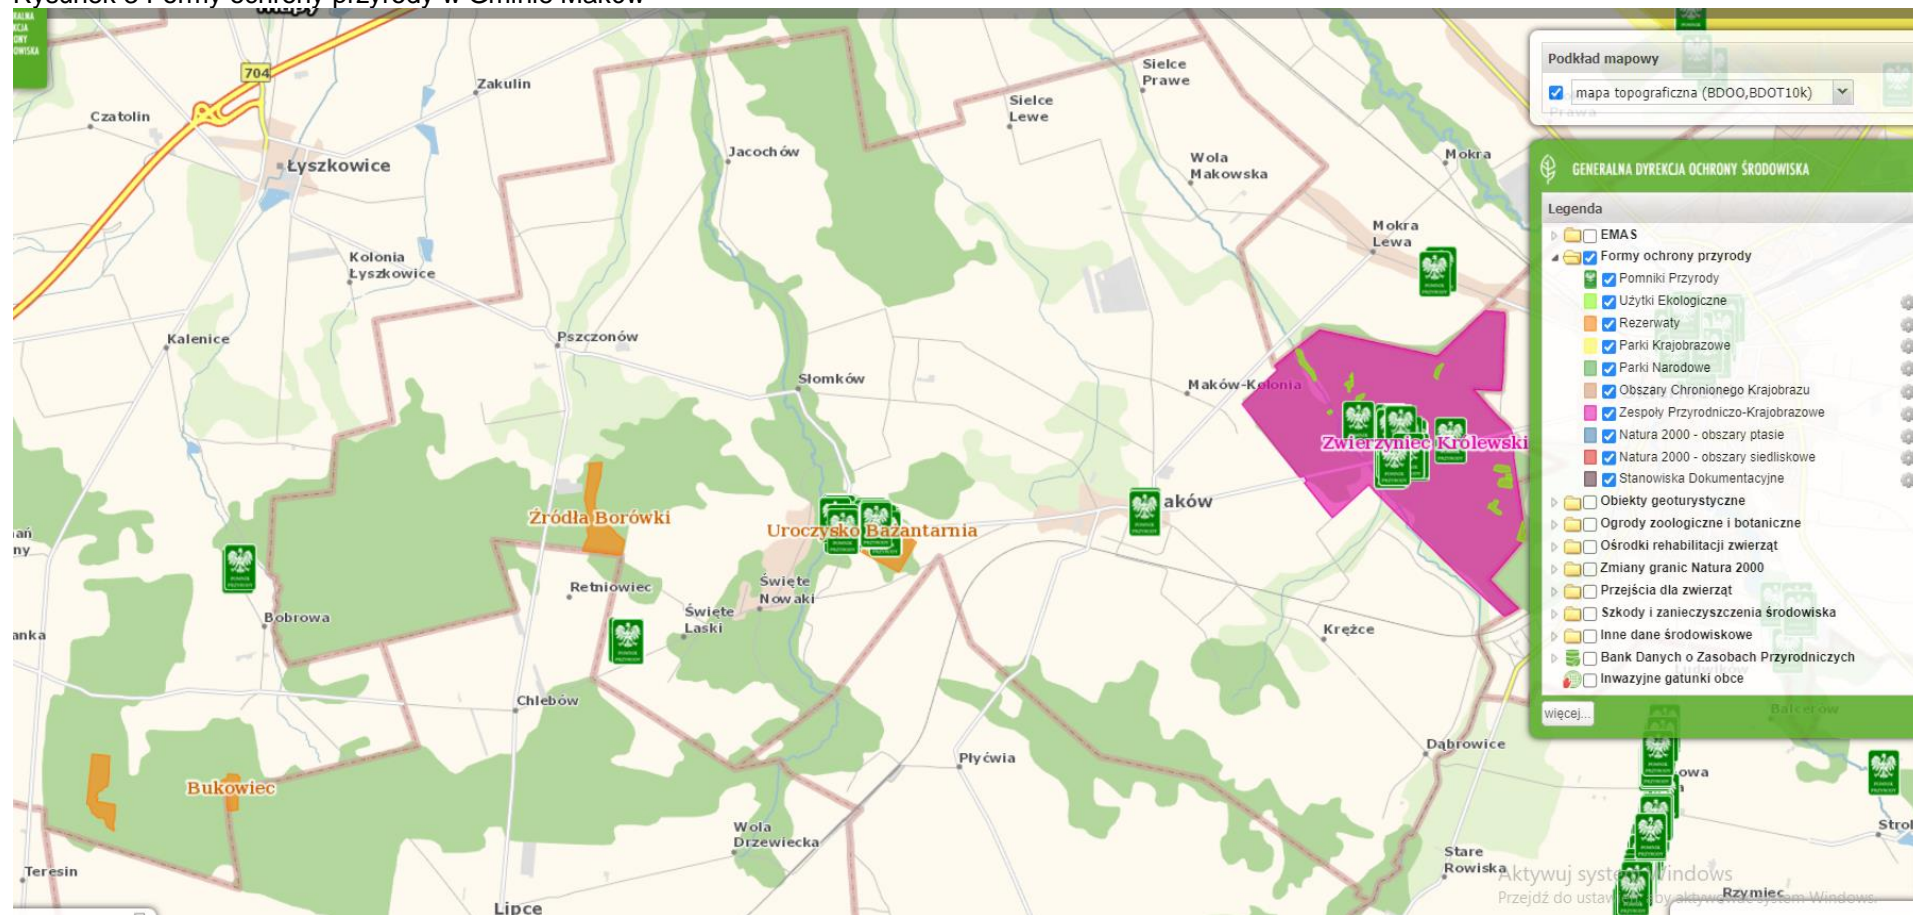 Rysunek 8 Formy ochrony przyrody w Gminie Maków
704
Zakulin
Czatolin
Łyszkowice
Jacochów
Sielce
Prawe
Sielce
Lewe
Wola
Makowska
Mokra
Mokra
Lewa
Kolonia
Łyszkowice
Kalenice
Pszczonów
Słomków
Maków-Kolonia
Zwierzyniec Królewski
Źródła Borówki
Uroczysko Bażantarnia
aków
Retniowiec
Święte
Nowaki
Święte
Laski
Bobrowa
anka
Krężce
Chlebów
Płyćwia
Dąbrowice
Bukowiec
Wola
Drzewiecka
Stare
Rowiska
Teresin
Lipce
Rzymiec
Balcerów
owa
Podkład mapowy
mapa topograficzna (BDOO,BDOT10k)
GENERALNA DYREKCJA OCHRONY ŚRODOWISKA
Legenda
EMAS
Formy ochrony przyrody
Pomniki Przyrody
Użytki Ekologiczne
Rezerwaty
Parki Krajobrazowe
Parki Narodowe
Obszary Chronionego Krajobrazu
Zespoły Przyrodniczo-Krajobrazowe
Natura 2000 - obszary ptasie
Natura 2000 - obszary siedliskowe
Stanowiska Dokumentacyjne
Obiekty geoturystyczne
Ogrody zoologiczne i botaniczne
Ośrodki rehabilitacji zwierząt
Zmiany granic Natura 2000
Przejścia dla zwierząt
Szkody i zanieczyszczenia środowiska
Inne dane środowiskowe
Bank Danych o Zasobach Przyrodniczych
Inwazyjne gatunki obce
więcej...
Aktywuj system Windows